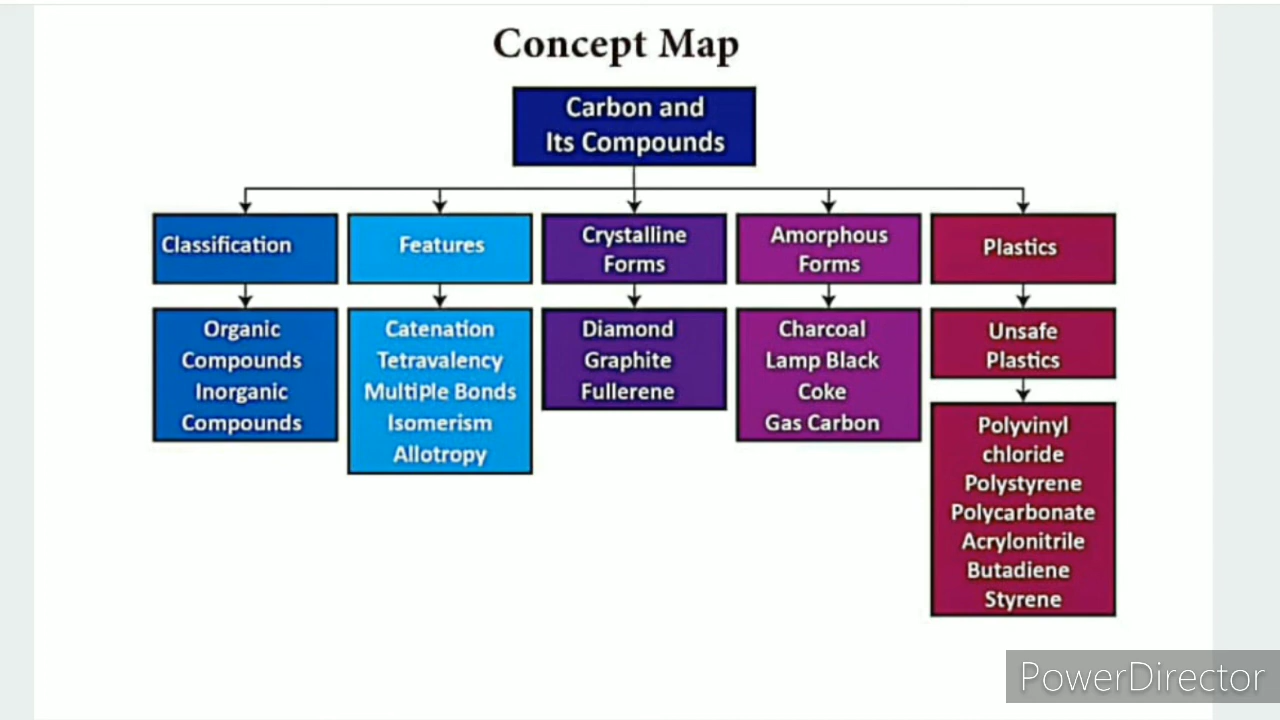 Concept Map
Carbon and
Its Compounds
Classification
Organic
Compounds
Inorganic
Compounds
Features
Catenation
Tetravalency
Multiple Bonds
Isomerism
Allotropy
Crystalline
Forms
Diamond
Graphite
Fullerene
Amorphous
Forms
Charcoal
Lamp Black
Coke
Gas Carbon
Plastics
Unsafe
Plastics
Polyvinyl
chloride
Polystyrene
Polycarbonate
Acrylonitrile
Butadiene
Styrene
PowerDirector